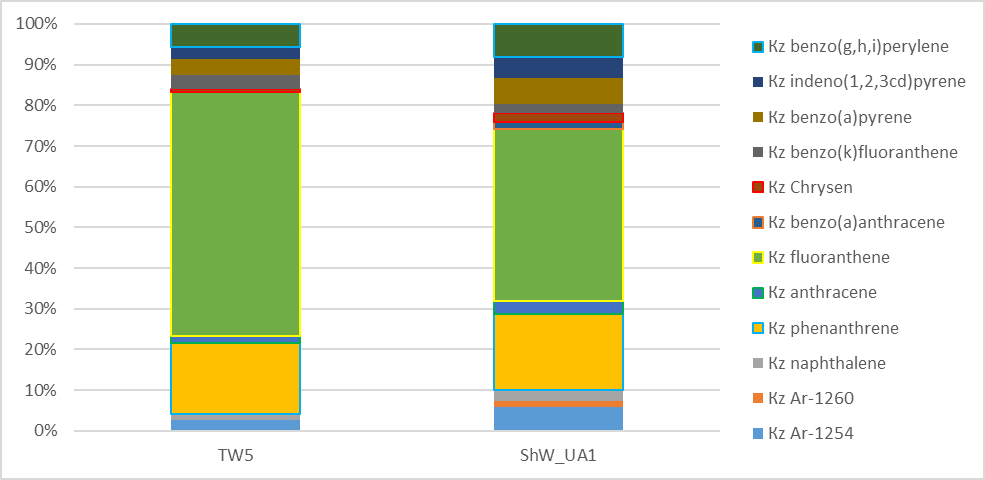 100%
90%
80%
70%
60%
50%
40%
30%
20%
10%
0%
TW5
ShW_UA1
Kz benzo(g,h,i)perylene
Kz indeno(1,2,3cd)pyrene
Kz benzo(a)pyrene
Kz benzo(k)fluoranthene
Kz Chrysen
Kz benzo(a)anthracene
Kz fluoranthene
Kz anthracene
Kz phenanthrene
Kz naphthalene
Kz Ar-1260
Kz Ar-1254